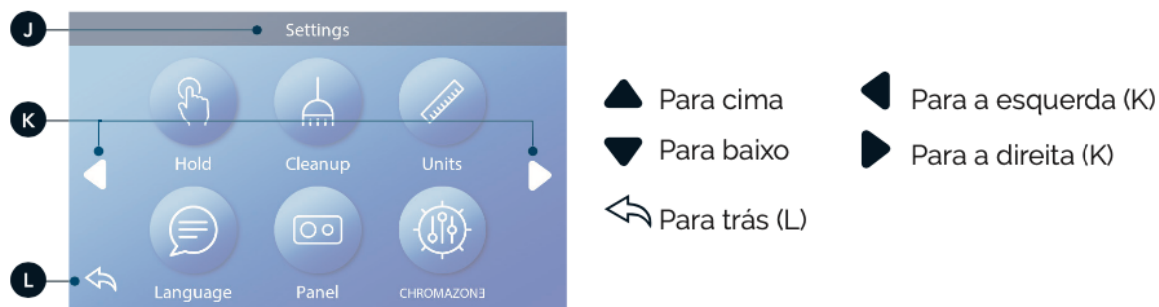 J
Settings
K
Hold
Cleanup
Units
L
Language
Panel
CHROMAZONE
Para cima
Para baixo
Para trás (L)
Para a esquerda (K)
Para a direita (K)